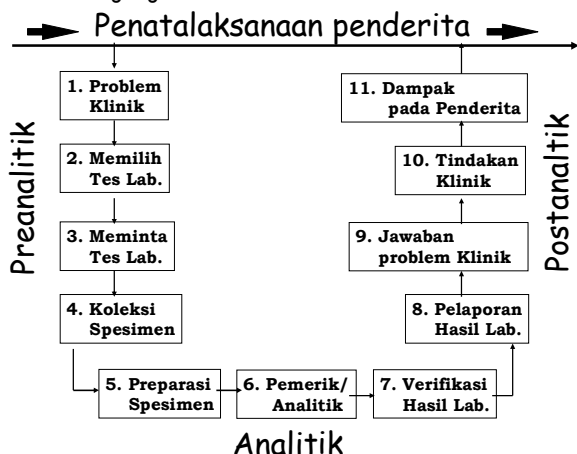 Penatalaksanaan penderita
Preanalitik
1. Problem
Klinik
2. Memilih
Tes Lab.
3. Meminta
Tes Lab.
4. Koleksi
Spesimen
5. Preparasi
Spesimen
6. Pemerik/
Analitik
7. Verifikasi
Hasil Lab.
8. Pelaporan
Hasil Lab.
9. Jawaban
problem Klinik
10. Tindakan
Klinik
11. Dampak
pada Penderita
Postanaltik
Analitik